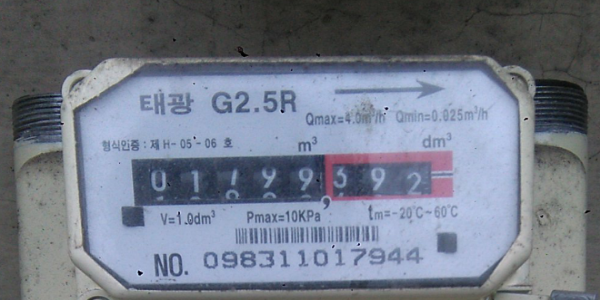 태광 G2.5R
Qmax=4.0m³/h Qmin=0.025m³/h
형식인증 : 제 H-05-06 호
m³ dm³
01799,392
V=1.0dm³ Pmax=10KPa tm=-20℃~60℃
NO. 098311017944